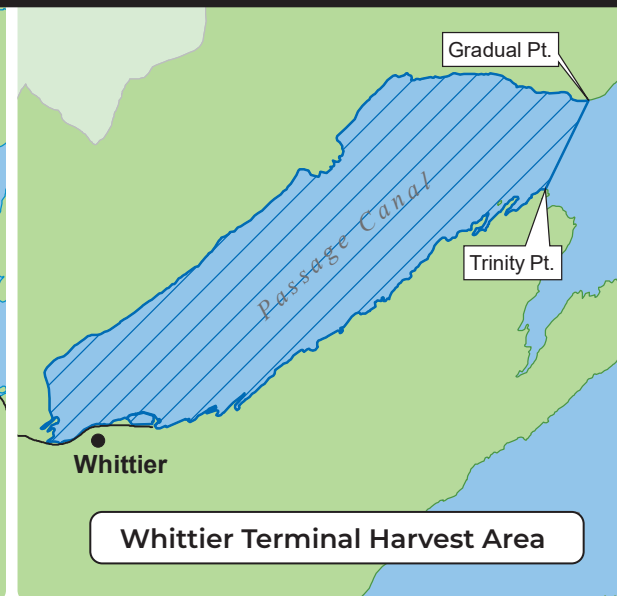 Gradual Pt.
Passage Canal
Trinity Pt.
Whittier
Whittier Terminal Harvest Area